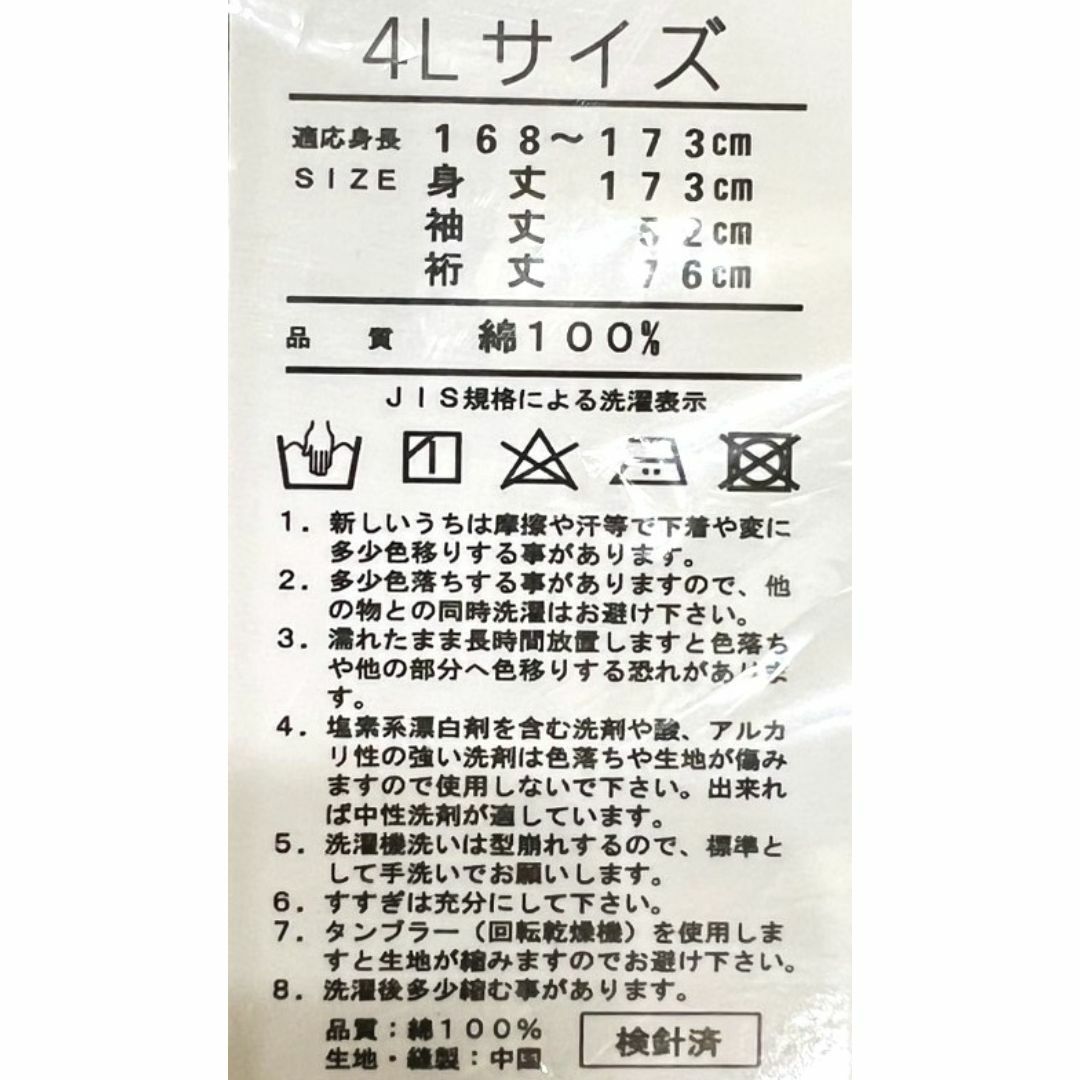 4Lサイズ
適応身長 168～173cm
SIZE 身丈 173cm
袖丈 52cm
裄丈 76cm
品質 綿100%
JIS規格による洗濯表示
1. 新しいうちは摩擦や汗等で下着や変に
多少色移りする事があります。
2. 多少色落ちする事がありますので、他
の物との同時洗濯はお避け下さい。
3. 濡れたまま長時間放置しますと色落ち
や他の部分へ色移りする恐れがありま
す。
4. 塩素系漂白剤を含む洗剤や酸、アルカ
リ性の強い洗剤は色落ちや生地が傷み
ますので使用しないで下さい。出来れ
ば中性洗剤が適しています。
5. 洗濯機洗いは型崩れするので、標準と
して手洗いでお願いします。
6. すすぎは充分にして下さい。
7. タンブラー（回転乾燥機）を使用しま
すと生地が縮みますのでお避け下さい。
8. 洗濯後多少縮む事があります。
品質：綿100%
生地・縫製：中国
検針済